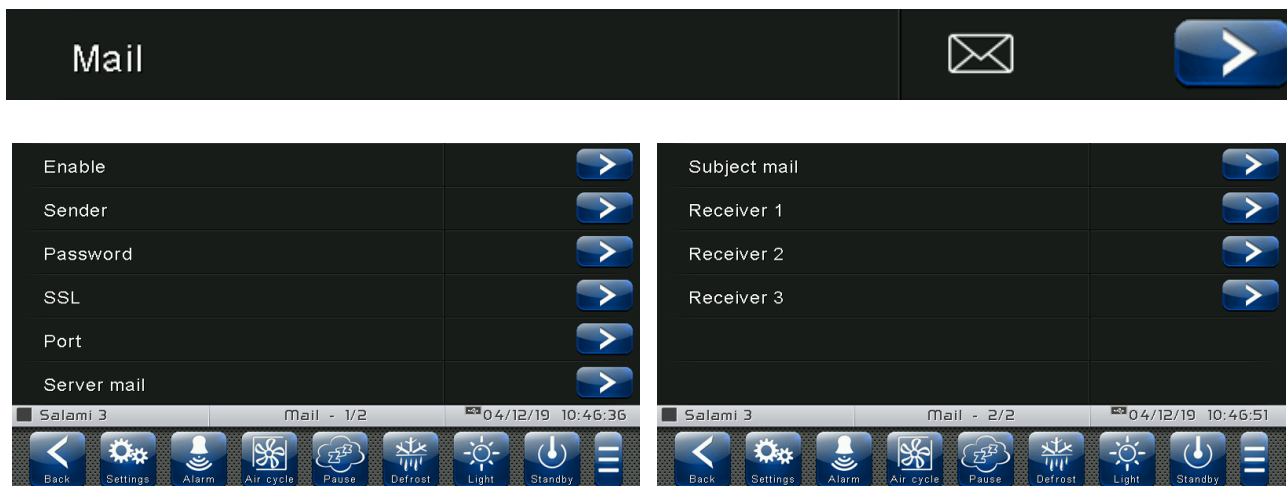 Mail
Enable
Sender
Password
SSL
Port
Server mail
Salami 3 Mail - 1/2 04/12/19 10:46:36
Back Settings Alarm Air cycle Pause Defrost Light Standby
Subject mail
Receiver 1
Receiver 2
Receiver 3
Salami 3 Mail - 2/2 04/12/19 10:46:51
Back Settings Alarm Air cycle Pause Defrost Light Standby